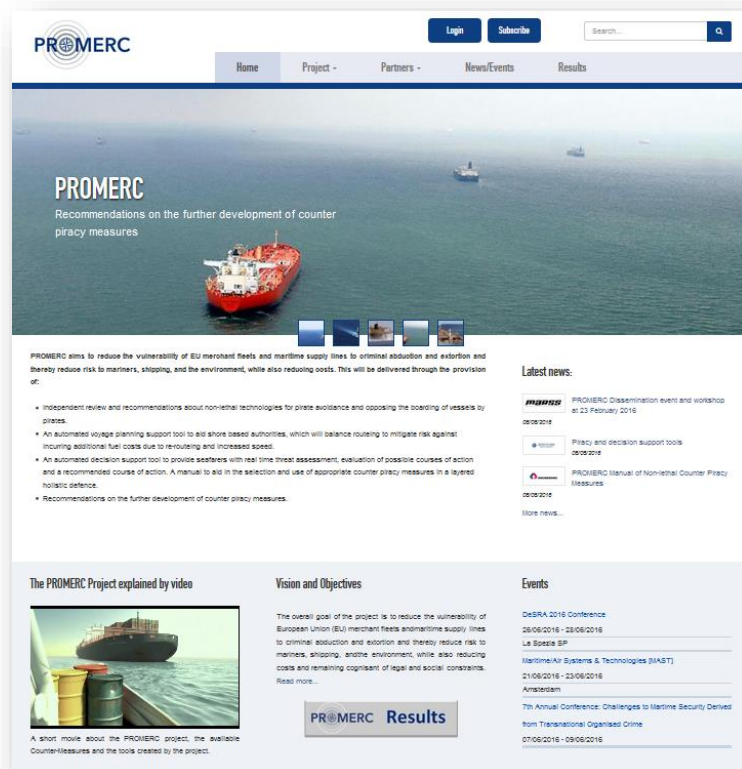 PROMERC
Login
Subscribe
Search...
Home
Project -
Partners -
News/Events
Results
PROMERC
Recommendations on the further development of counter
piracy measures
PROMERC aims to reduce the vulnerability of EU merchant fleets and maritime supply lines to criminal abduction and extortion and
thereby reduce risk to mariners, shipping, and the environment, while also reducing costs. This will be delivered through the provision
of:
Independent review and recommendations about non-lethal technologies for pirate avoidance and opposing the boarding of vessels by
pirates.
An automated voyage planning support tool to aid shore based authorities, which will balance routeing to mitigate risk against
incurring additional fuel costs due to re-routeing and increased speed.
An automated decision support tool to provide seafarers with real time threat assessment, evaluation of possible courses of action
and a recommended course of action. A manual to aid in the selection and use of appropriate counter piracy measures in a layered
holistic defence.
Recommendations on the further development of counter piracy measures.
Latest news:
marss
PROMERC Dissemination event and workshop
at 23 February 2016
Piracy and decision support tools
PROMERC Manual of Non-lethal Counter Piracy
Measures
More news...
The PROMERC Project explained by video
A short movie about the PROMERC project, the available
Counter-Measures and the tools created by the project.
Vision and Objectives
The overall goal of the project is to reduce the vulnerability of
European Union (EU) merchant fleets andmaritime supply lines
to criminal abduction and extortion and thereby reduce risk to
mariners, shipping, andthe environment, while also reducing
costs and remaining cognisant of legal and social constraints.
Read more...
PROMERC Results
Events
DeSRA 2016 Conference
26/06/2016 - 28/06/2016
La Spezia SP
Maritime/Air Systems & Technologies [MAST]
21/06/2016 - 23/06/2016
Amsterdam
7th Annual Conference: Challenges to Martime Security Derived
from Transnational Organised Crime
07/06/2016 - 09/06/2016